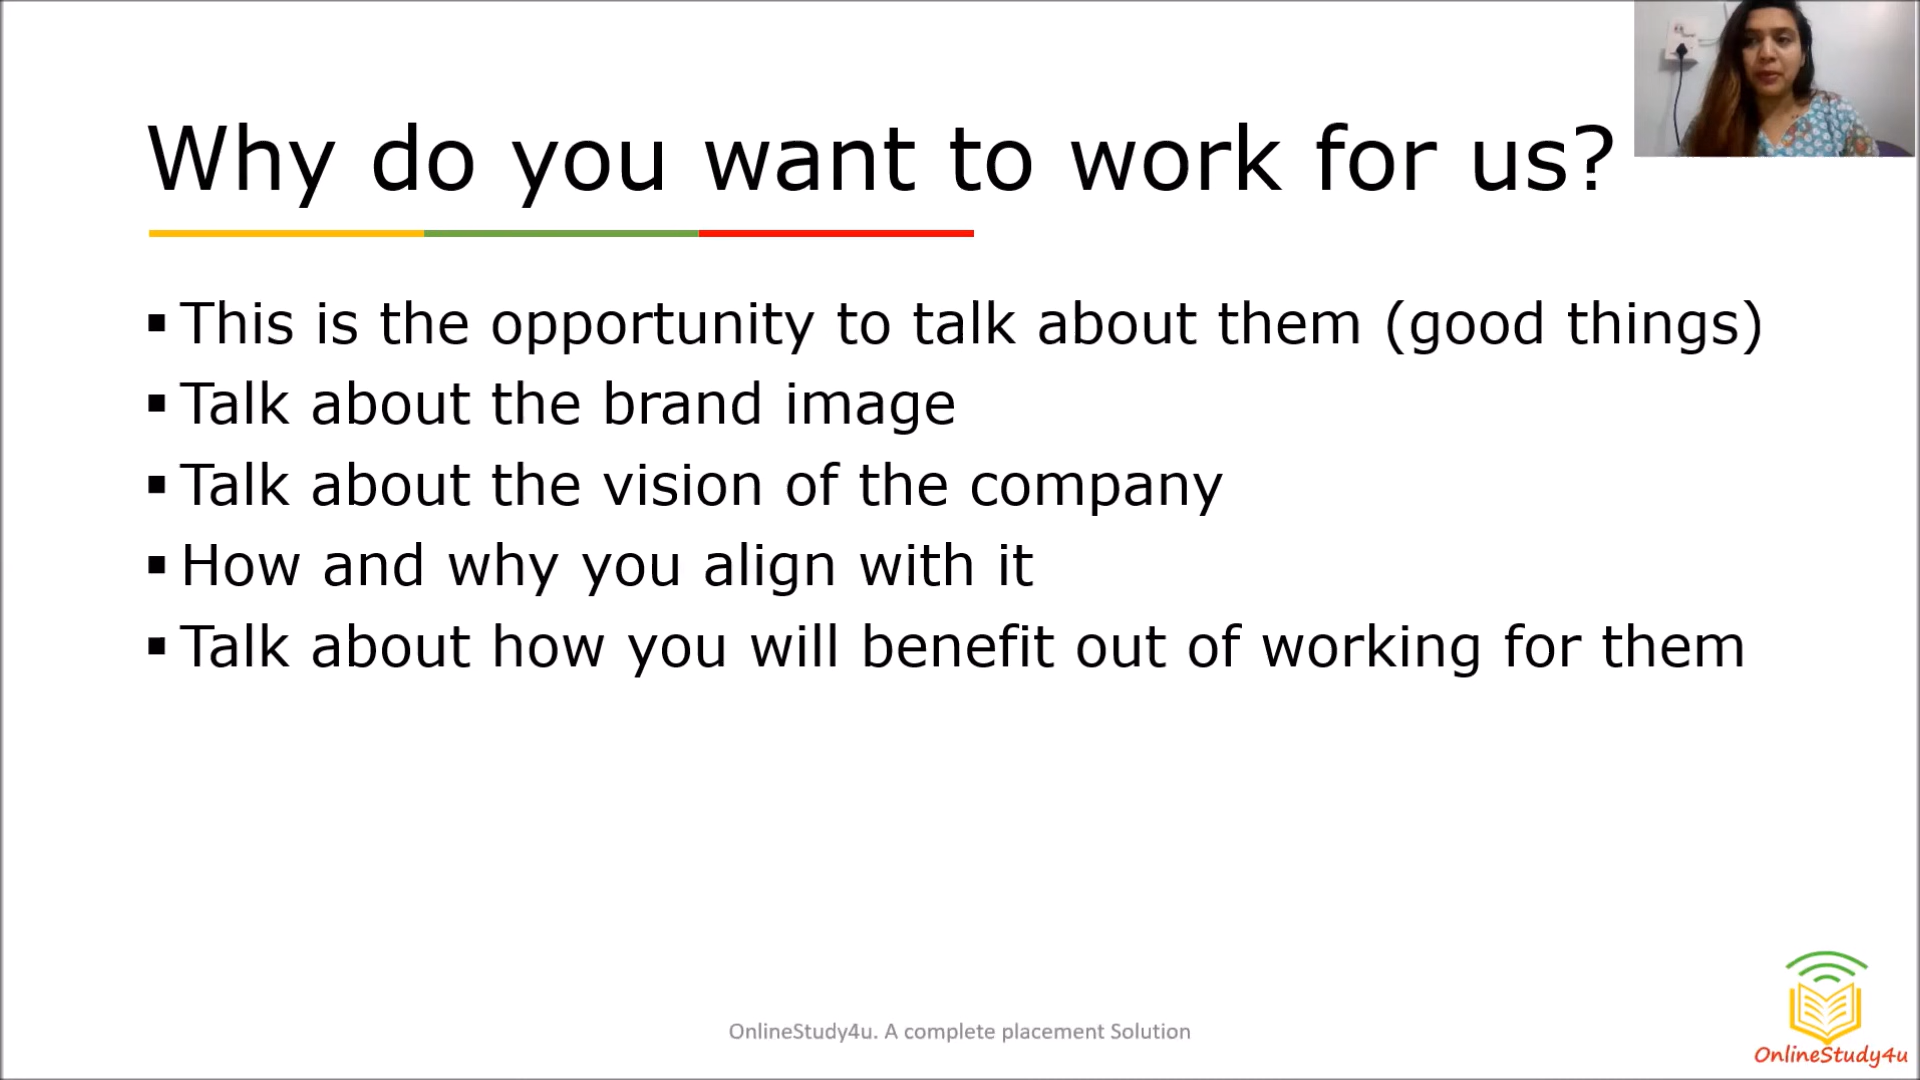 Why do you want to work for us?
▪ This is the opportunity to talk about them (good things)
▪ Talk about the brand image
▪ Talk about the vision of the company
▪ How and why you align with it
▪ Talk about how you will benefit out of working for them
OnlineStudy4u. A complete placement Solution
OnlineStudy4u